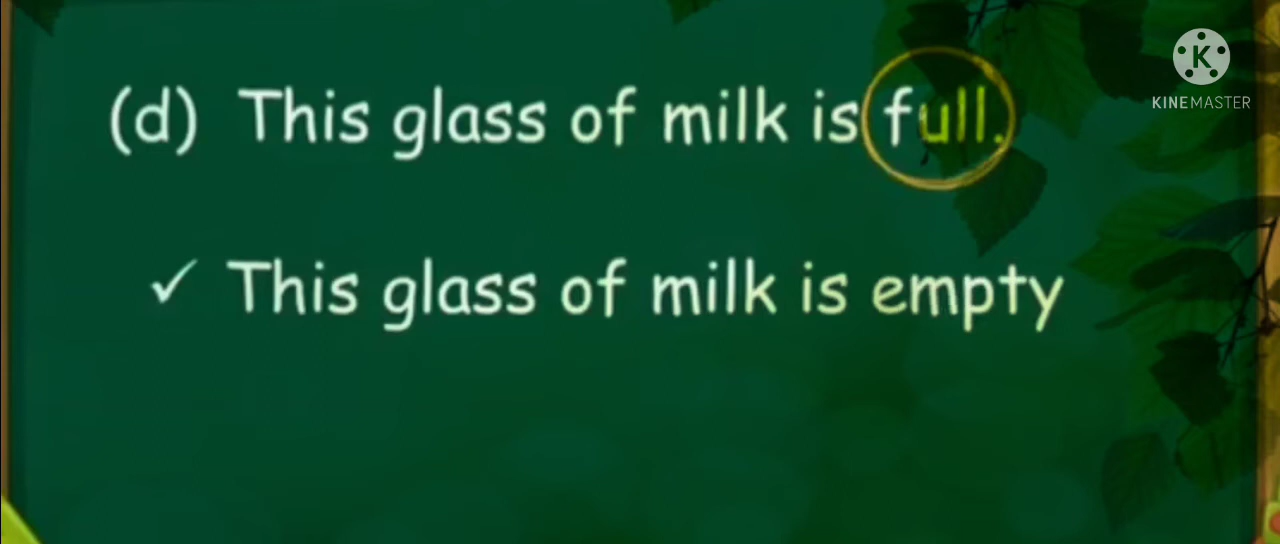 KINEMASTER
(d) This glass of milk is full.
✓ This glass of milk is empty